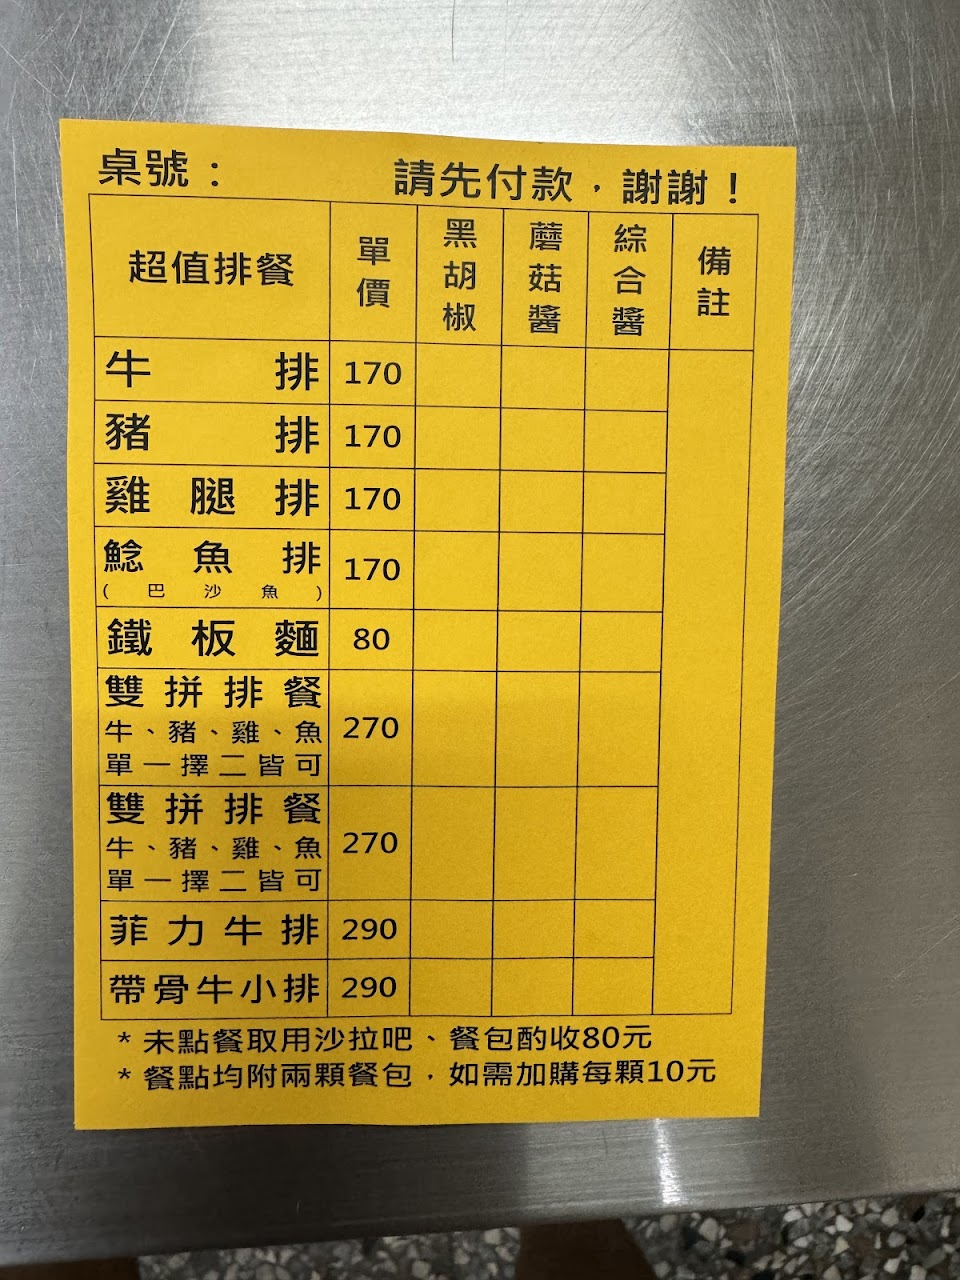 桌號： 請先付款，謝謝！
超值排餐 單價 黑胡椒 蘑菇醬 綜合醬 備註
牛排 170
豬排 170
雞腿排 170
鯰魚排 170
(巴沙魚)
鐵板麵 80
雙拼排餐
牛、豬、雞、魚 270
單一擇二皆可
雙拼排餐
牛、豬、雞、魚 270
單一擇二皆可
菲力牛排 290
帶骨牛小排 290
* 未點餐取用沙拉吧、餐包酌收80元
* 餐點均附兩顆餐包，如需加購每顆10元